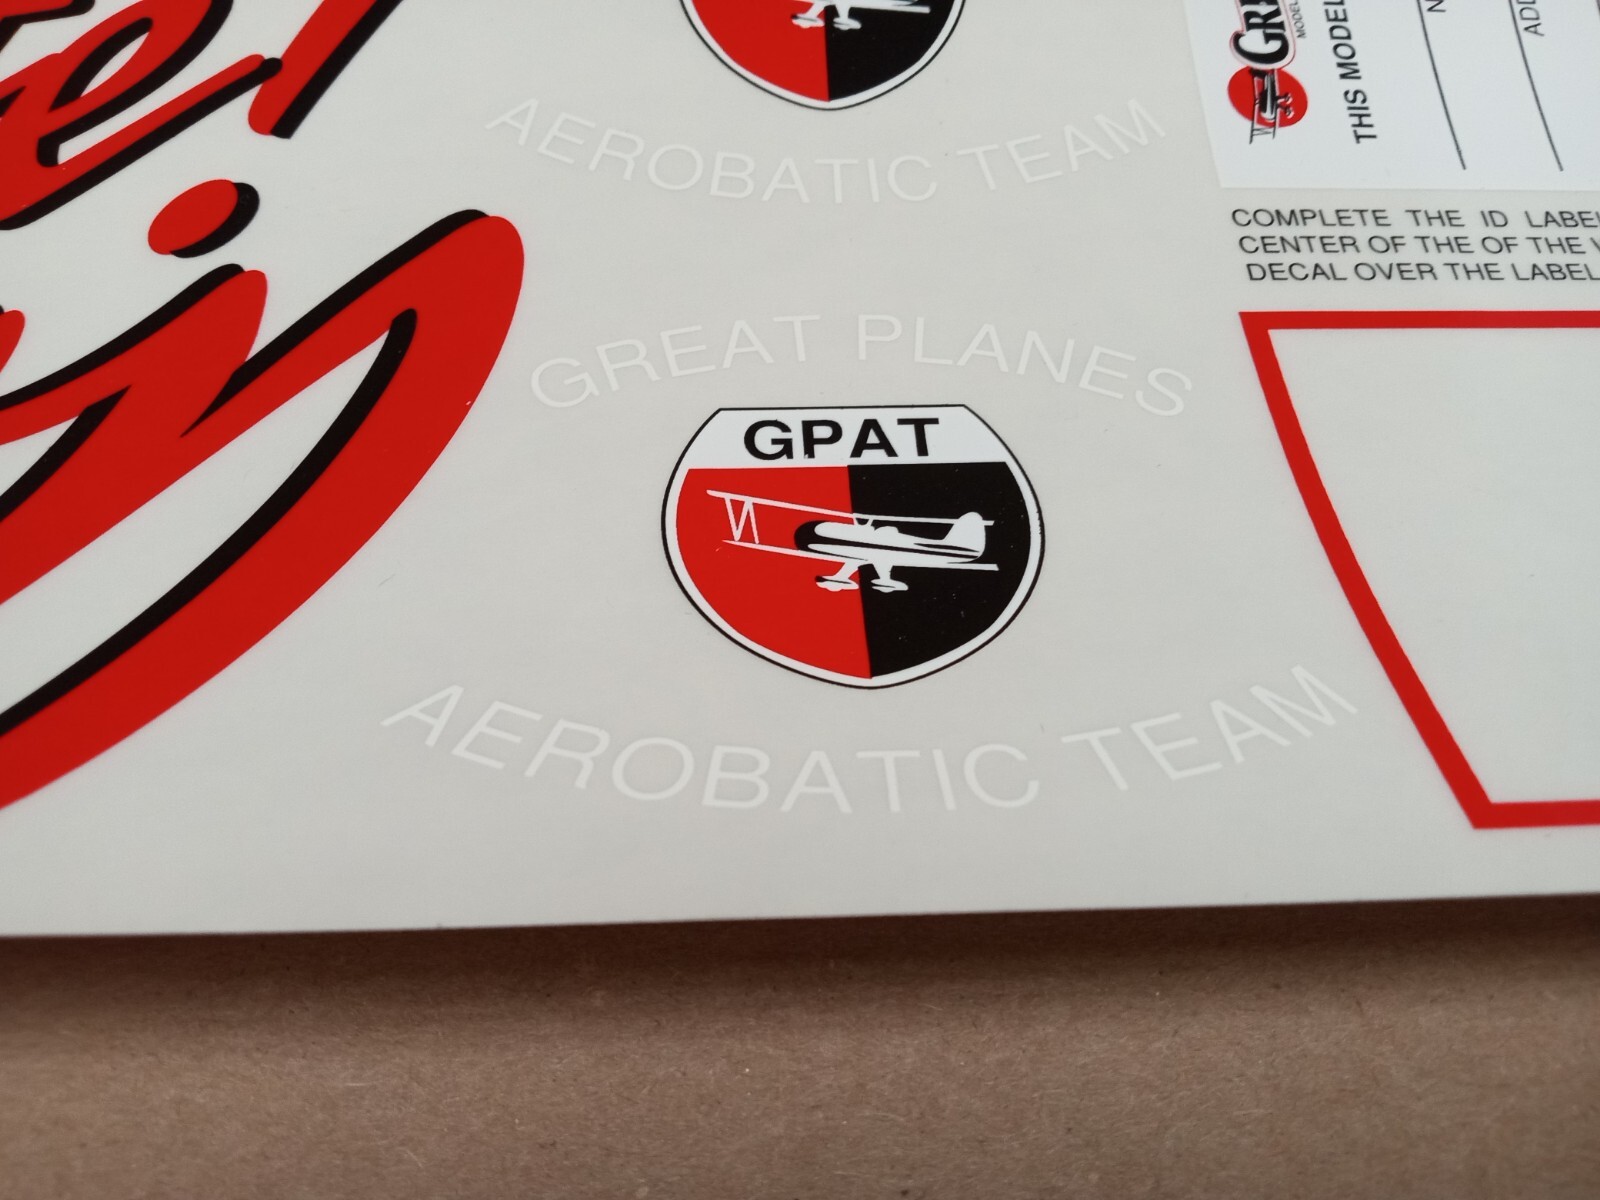 AEROBATIC TEAM
GREAT PLANES
GPAT
AEROBATIC TEAM
THIS MODEL
COMPLETE THE ID LABEL
CENTER OF THE OF THE
DECAL OVER THE LABEL